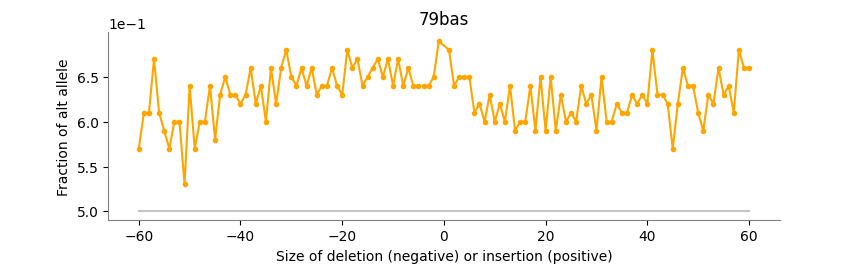 79bas
1e−1
6.5
6.0
5.5
5.0
Fraction of alt allele
−60 −40 −20 0 20 40 60
Size of deletion (negative) or insertion (positive)